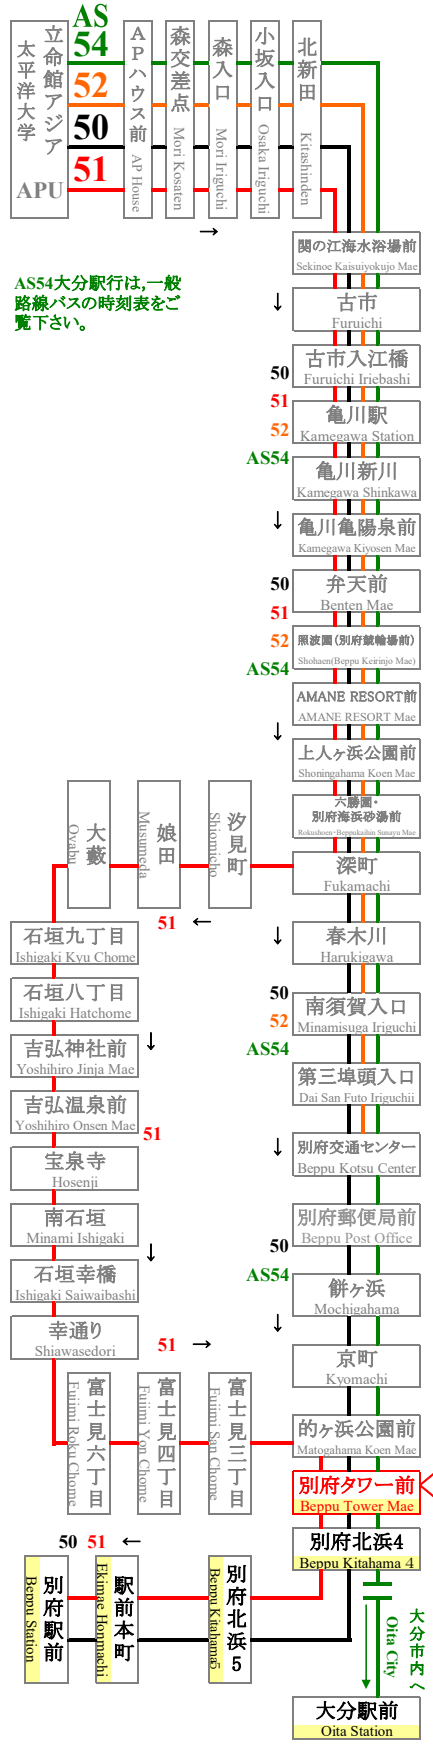 AS
54
52
50
51
立命館アジア
太平洋大学
APU
APハウス前
AP House
森交差点
Mori Kosaten
森入口
Mori Iriguchi
小坂入口
Osaka Iriguchi
北新田
Kitashinden
→
関の江海水浴場前
Sekinoe Kaisuiyokujo Mae
AS54大分駅行は,一般
路線バスの時刻表をご
覧下さい。
↓
古市
Furuichi
古市入江橋
Furuichi Iriebashi
50
51
52
AS54
亀川駅
Kamegawa Station
亀川新川
Kamegawa Shinkawa
↓
亀川亀陽泉前
Kamegawa Kiyosen Mae
弁天前
Benten Mae
50
51
52
AS54
照波園(別府競輪場前)
Shohaen(Beppu Keirinjo Mae)
AMANE RESORT前
AMANE RESORT Mae
↓
上人ヶ浜公園前
Shoningahama Koen Mae
六勝園・
別府海浜砂湯前
Rokushoen・Beppukaihin Sunayu Mae
深町
Fukamachi
汐見町
Shiomicho
娘田
Musumeda
大藪
Oyabu
51 ←
石垣九丁目
Ishigaki Kyu Chome
石垣八丁目
Ishigaki Hatchome
吉弘神社前
Yoshihiro Jinja Mae
↓
吉弘温泉前
Yoshihiro Onsen Mae
51
宝泉寺
Hosenji
南石垣
Minami Ishigaki
↓
石垣幸橋
Ishigaki Saiwaibashi
幸通り
Shiawasedori
51 →
富士見六丁目
Fujimi Roku Chome
富士見四丁目
Fujimi Yon Chome
富士見三丁目
Fujimi San Chome
↓
春木川
Harukigawa
50
52
AS54
南須賀入口
Minamisuga Iriguchi
第三埠頭入口
Dai San Futo Iriguchii
↓
別府交通センター
Beppu Kotsu Center
別府郵便局前
Beppu Post Office
50
AS54
餅ヶ浜
Mochigahama
↓
京町
Kyomachi
的ヶ浜公園前
Matogahama Koen Mae
別府タワー前
Beppu Tower Mae
別府北浜4
Beppu Kitahama 4
50 51 ←
別府北浜5
Beppu Kitahama5
駅前本町
Ekimae Honmachi
別府駅前
Beppu Station
大分市内へ
Oita City
大分駅前
Oita Station